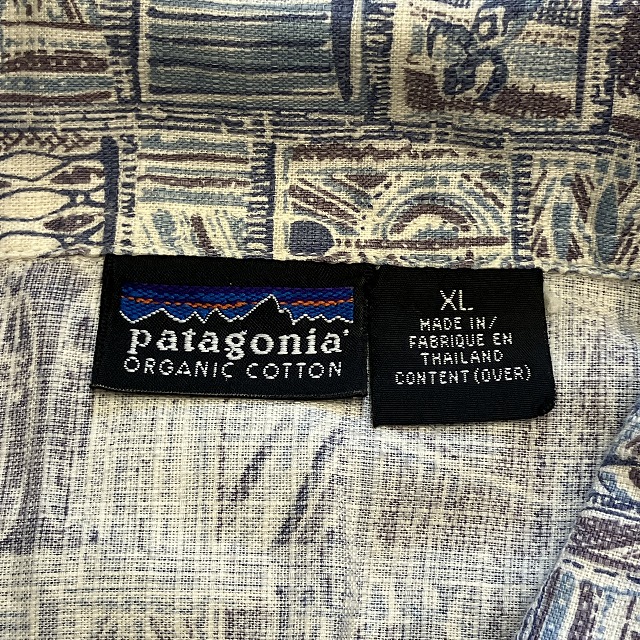 patagonia®
ORGANIC COTTON
XL
MADE IN/
FABRIQUE EN
THAILAND
CONTENT (OVER)